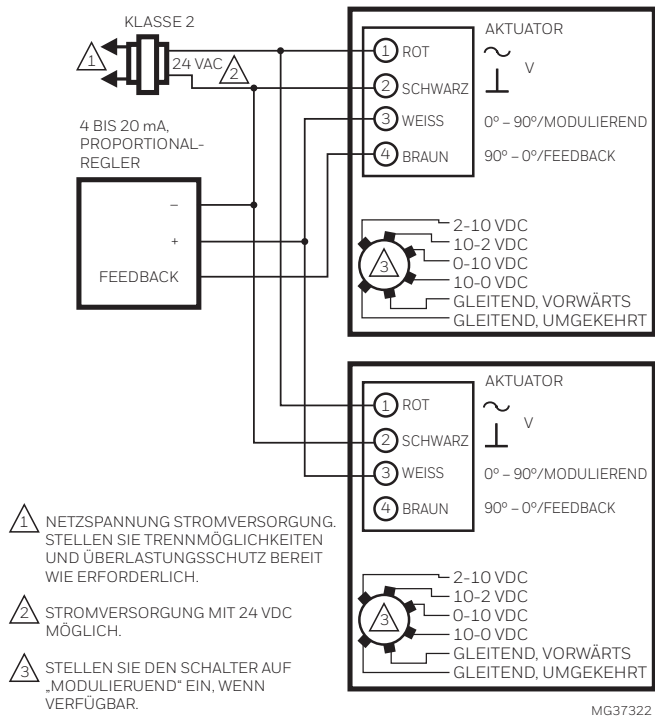 KLASSE 2
1
24 VAC
2
4 BIS 20 mA,
PROPORTIONAL-
REGLER
–
+
FEEDBACK
AKTUATOR
1 ROT
V
2 SCHWARZ
3 WEISS 0° – 90°/MODULIEREND
4 BRAUN 90° – 0°/FEEDBACK
3
2-10 VDC
10-2 VDC
0-10 VDC
10-0 VDC
GLEITEND, VORWÄRTS
GLEITEND, UMGEKEHRT
AKTUATOR
1 ROT
V
2 SCHWARZ
3 WEISS 0° – 90°/MODULIEREND
4 BRAUN 90° – 0°/FEEDBACK
3
2-10 VDC
10-2 VDC
0-10 VDC
10-0 VDC
GLEITEND, VORWÄRTS
GLEITEND, UMGEKEHRT
1 NETZSPANNUNG STROMVERSORGUNG.
STELLEN SIE TRENNMÖGLICHKEITEN
UND ÜBERLASTUNGSSCHUTZ BEREIT
WIE ERFORDERLICH.
2 STROMVERSORGUNG MIT 24 VDC
MÖGLICH.
3 STELLEN SIE DEN SCHALTER AUF
„MODULIERUEND“ EIN, WENN
VERFÜGBAR.
MG37322